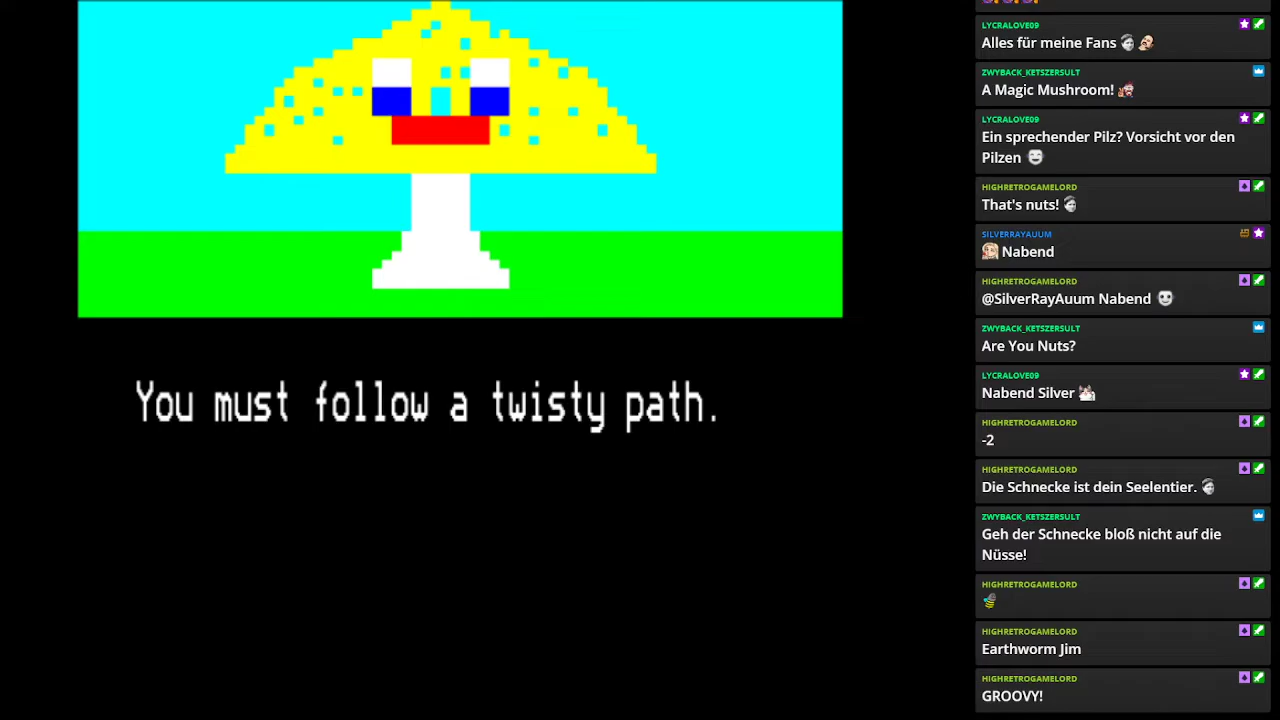 You must follow a twisty path.
LYCRALOVE09
Alles für meine Fans
ZWYBACK_KETSZERSULT
A Magic Mushroom!
LYCRALOVE09
Ein sprechender Pilz? Vorsicht vor den
Pilzen
HIGHRETROGAMELORD
That's nuts!
SILVERRAYAUUM
Nabend
HIGHRETROGAMELORD
@SilverRayAuum Nabend
ZWYBACK_KETSZERSULT
Are You Nuts?
LYCRALOVE09
Nabend Silver
HIGHRETROGAMELORD
-2
HIGHRETROGAMELORD
Die Schnecke ist dein Seelentier.
ZWYBACK_KETSZERSULT
Geh der Schnecke bloß nicht auf die
Nüsse!
HIGHRETROGAMELORD
HIGHRETROGAMELORD
Earthworm Jim
HIGHRETROGAMELORD
GROOVY!